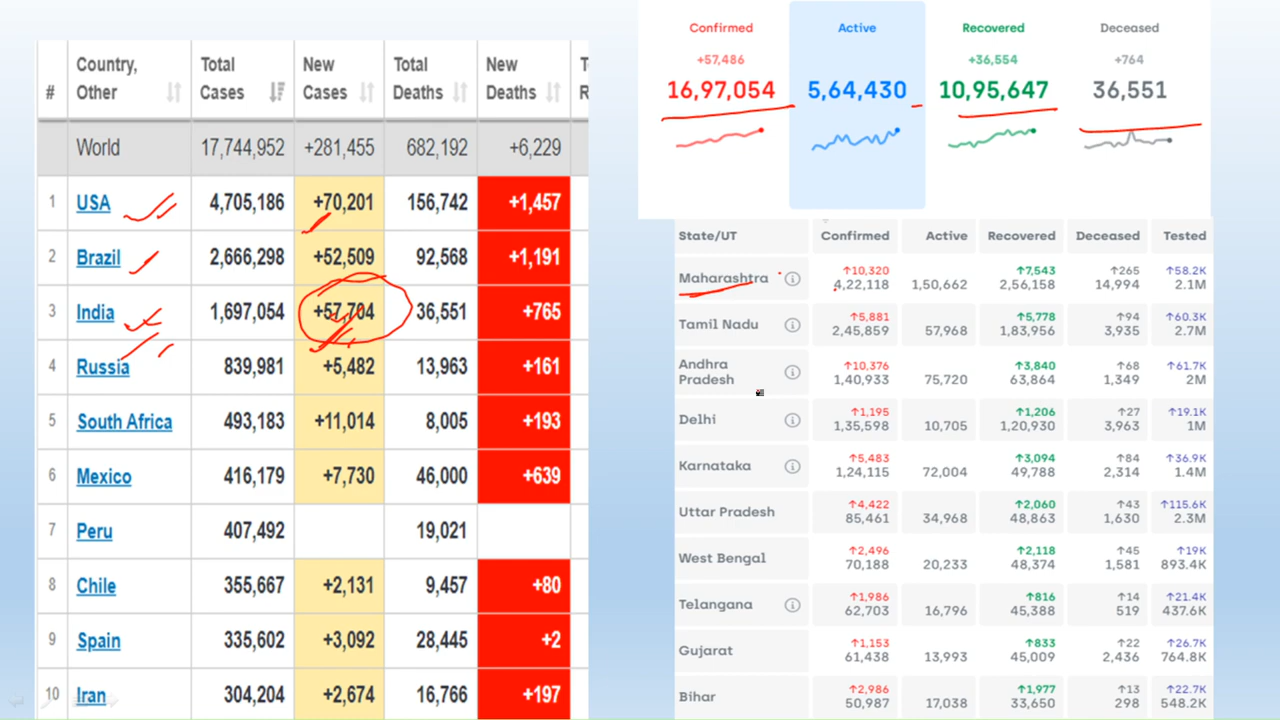 # Country, Other Total Cases New Cases Total Deaths New Deaths
World 17,744,952 +281,455 682,192 +6,229
1 USA 4,705,186 +70,201 156,742 +1,457
2 Brazil 2,666,298 +52,509 92,568 +1,191
3 India 1,697,054 +57,704 36,551 +765
4 Russia 839,981 +5,482 13,963 +161
5 South Africa 493,183 +11,014 8,005 +193
6 Mexico 416,179 +7,730 46,000 +639
7 Peru 407,492 19,021
8 Chile 355,667 +2,131 9,457 +80
9 Spain 335,602 +3,092 28,445 +2
10 Iran 304,204 +2,674 16,766 +197
Confirmed Active Recovered Deceased
+57,486 +36,554 +764
16,97,054 5,64,430 10,95,647 36,551
State/UT Confirmed Active Recovered Deceased Tested
↑10,320 ↑7,543 ↑265 ↑58.2K
Maharashtra 4,22,118 1,50,662 2,56,158 14,994 2.1M
↑5,881 ↑5,778 ↑94 ↑60.3K
Tamil Nadu 2,45,859 57,968 1,83,956 3,935 2.7M
↑10,376 ↑3,840 ↑68 ↑61.7K
Andhra Pradesh 1,40,933 75,720 63,864 1,349 2M
↑1,195 ↑1,206 ↑27 ↑19.1K
Delhi 1,35,598 10,705 1,20,930 3,963 1M
↑5,483 ↑3,094 ↑84 ↑36.9K
Karnataka 1,24,115 72,004 49,788 2,314 1.4M
↑4,422 ↑2,060 ↑43 ↑115.6K
Uttar Pradesh 85,461 34,968 48,863 1,630 2.3M
↑2,496 ↑2,118 ↑45 ↑19K
West Bengal 70,188 20,233 48,374 1,581 893.4K
↑1,986 ↑816 ↑14 ↑21.4K
Telangana 62,703 16,796 45,388 519 437.6K
↑1,153 ↑833 ↑22 ↑26.7K
Gujarat 61,438 13,993 45,009 2,436 764.8K
↑2,986 ↑1,977 ↑13 ↑22.7K
Bihar 50,987 17,038 33,650 298 548.2K